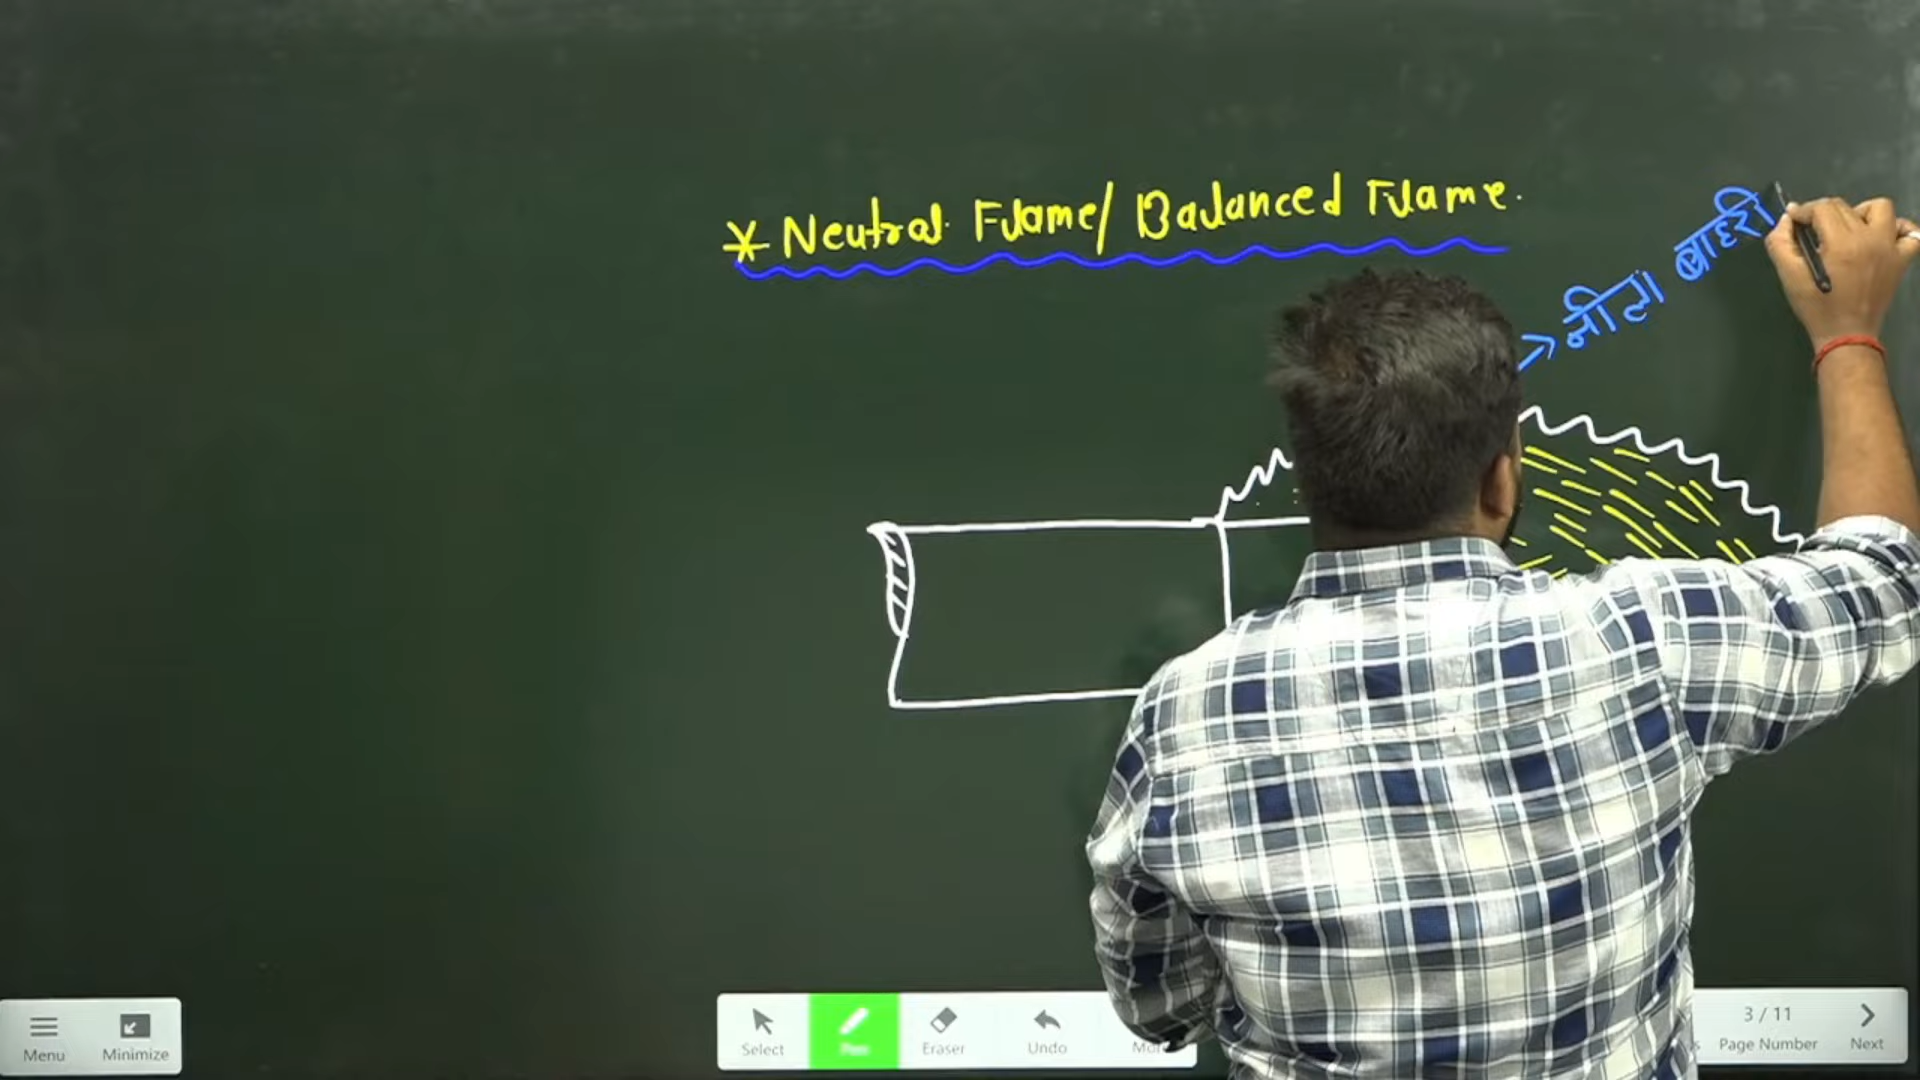 * Neutral Flame/ Balanced Flame.
→ नीला बाहरी
Menu
Minimize
Select
Pen
Eraser
Undo
3 / 11
Page Number
Next